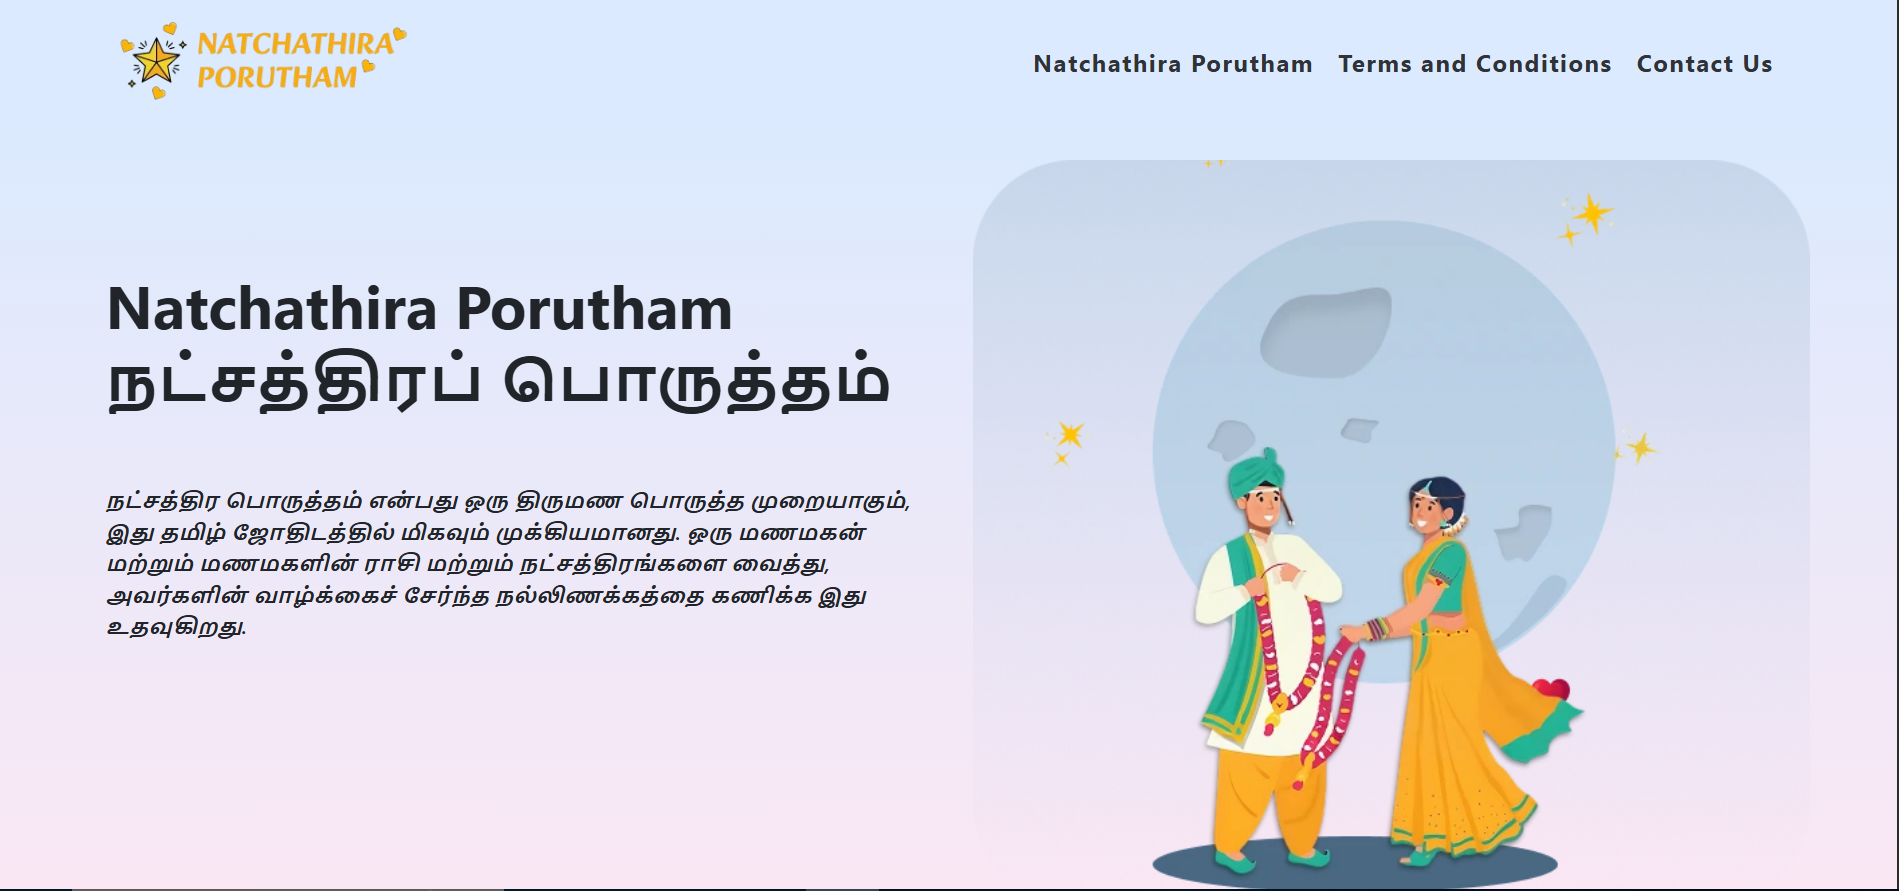 NATCHATHIRA
PORUTHAM
Natchathira Porutham Terms and Conditions Contact Us
Natchathira Porutham
நட்சத்திரப் பொருத்தம்
நட்சத்திர பொருத்தம் என்பது ஒரு திருமண பொருத்த முறையாகும்,
இது தமிழ் ஜோதிடத்தில் மிகவும் முக்கியமானது. ஒரு மணமகன்
மற்றும் மணமகளின் ராசி மற்றும் நட்சத்திரங்களை வைத்து,
அவர்களின் வாழ்க்கைச் சேர்ந்த நல்லிணக்கத்தை கணிக்க இது
உதவுகிறது.